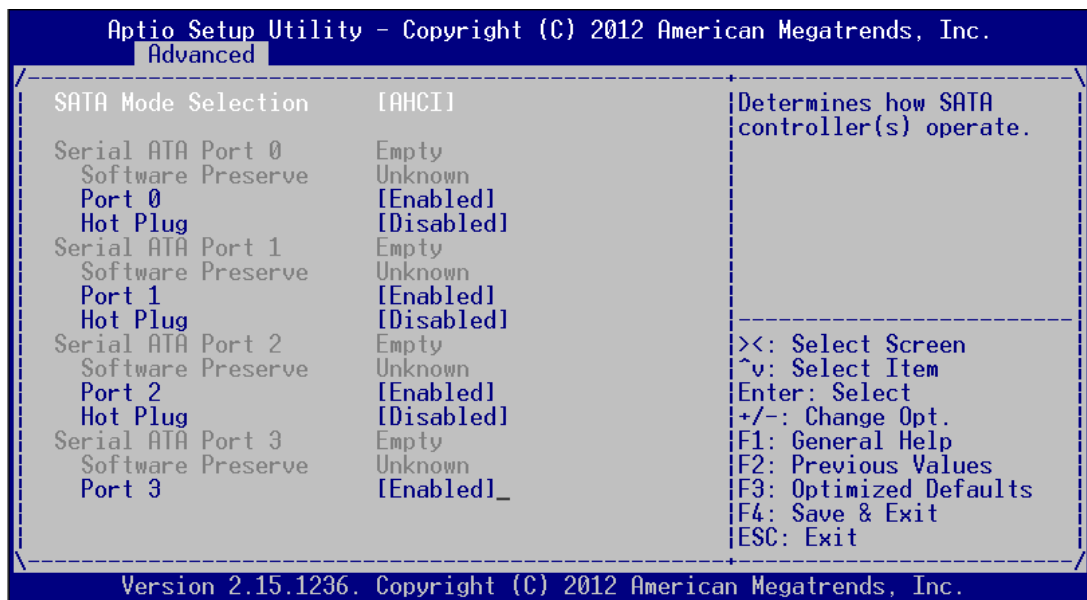 Aptio Setup Utility - Copyright (C) 2012 American Megatrends, Inc.
Advanced
SATA Mode Selection [AHCI]
Serial ATA Port 0 Empty
Software Preserve Unknown
Port 0 [Enabled]
Hot Plug [Disabled]
Serial ATA Port 1 Empty
Software Preserve Unknown
Port 1 [Enabled]
Hot Plug [Disabled]
Serial ATA Port 2 Empty
Software Preserve Unknown
Port 2 [Enabled]
Hot Plug [Disabled]
Serial ATA Port 3 Empty
Software Preserve Unknown
Port 3 [Enabled]_
Determines how SATA
controller(s) operate.
><: Select Screen
^v: Select Item
Enter: Select
+/-: Change Opt.
F1: General Help
F2: Previous Values
F3: Optimized Defaults
F4: Save & Exit
ESC: Exit
Version 2.15.1236. Copyright (C) 2012 American Megatrends, Inc.